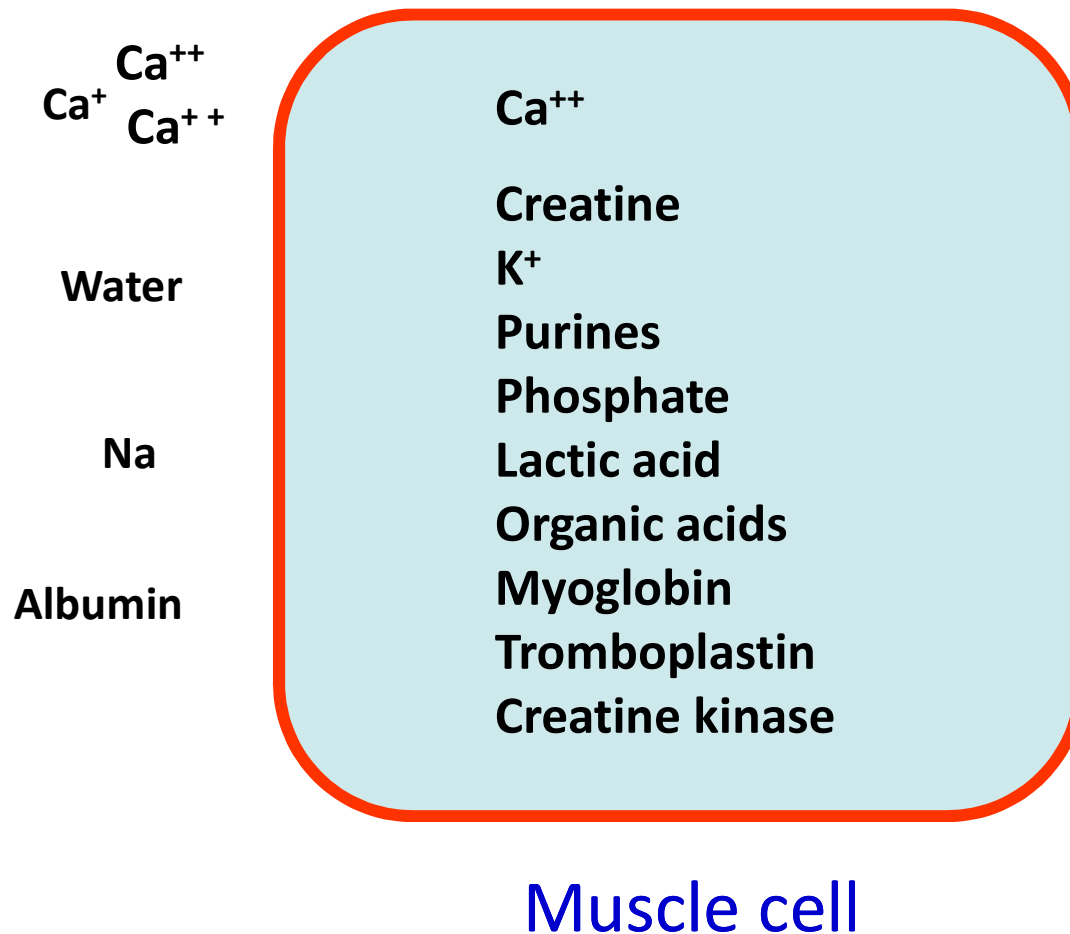 Ca⁺⁺
Ca⁺
Ca⁺ ⁺
Water
Na
Albumin
Ca⁺⁺
Creatine
K⁺
Purines
Phosphate
Lactic acid
Organic acids
Myoglobin
Tromboplastin
Creatine kinase
Muscle cell